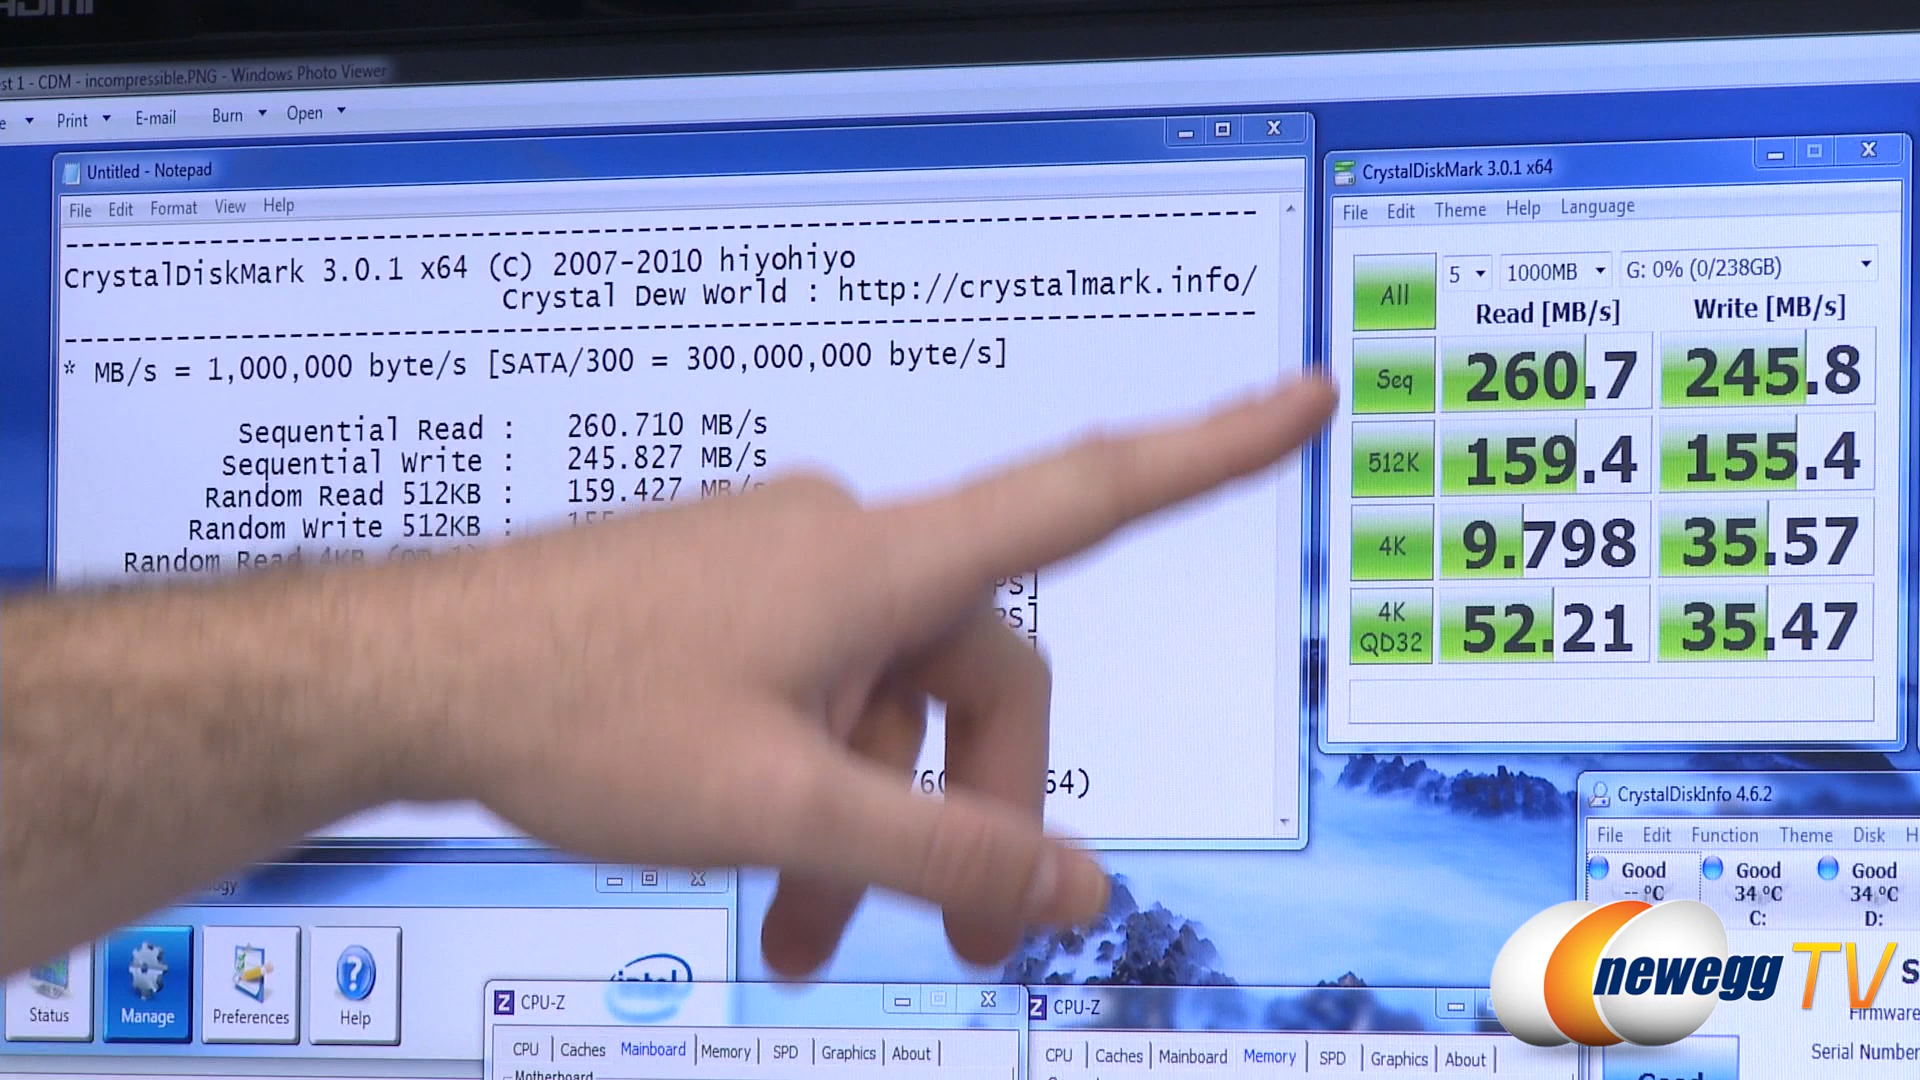 st 1 - CDM - incompressible.PNG - Windows Photo Viewer
Print E-mail Burn Open
Untitled - Notepad
File Edit Format View Help
CrystalDiskMark 3.0.1 x64 (C) 2007-2010 hiyohiyo
Crystal Dew World : http://crystalmark.info/
* MB/s = 1,000,000 byte/s [SATA/300 = 300,000,000 byte/s]
Sequential Read : 260.710 MB/s
Sequential Write : 245.827 MB/s
Random Read 512KB : 159.427 MB/s
Random Write 512KB :
Random Read 4KB
CrystalDiskMark 3.0.1 x64
File Edit Theme Help Language
All 5 1000MB G: 0% (0/238GB)
Read [MB/s] Write [MB/s]
Seq 260.7 245.8
512K 159.4 155.4
4K 9.798 35.57
4K QD32 52.21 35.47
CrystalDiskInfo 4.6.2
File Edit Function Theme Disk H
Good Good Good
-- °C 34 °C 34 °C
C: D:
newegg TV
Firmware
Serial Number
Good
Status Manage Preferences Help
intel
CPU-Z
CPU Caches Mainboard Memory SPD Graphics About
Motherboard
CPU-Z
CPU Caches Mainboard Memory SPD Graphics About